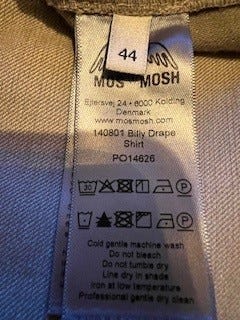 44
MOS MOSH
Ejlersvej 24 • 6000 Kolding
Denmark
www.mosmosh.com
140801 Billy Drape
Shirt
PO14626
Cold gentle machine wash
Do not bleach
Do not tumble dry
Line dry in shade
Iron at low temperature
Professional gentle dry clean